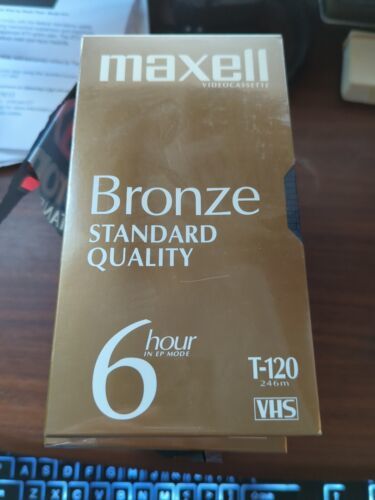 maxell
VIDEOCASSETTE
Bronze
STANDARD
QUALITY
6 hour
IN EP MODE
T-120
246m
VHS